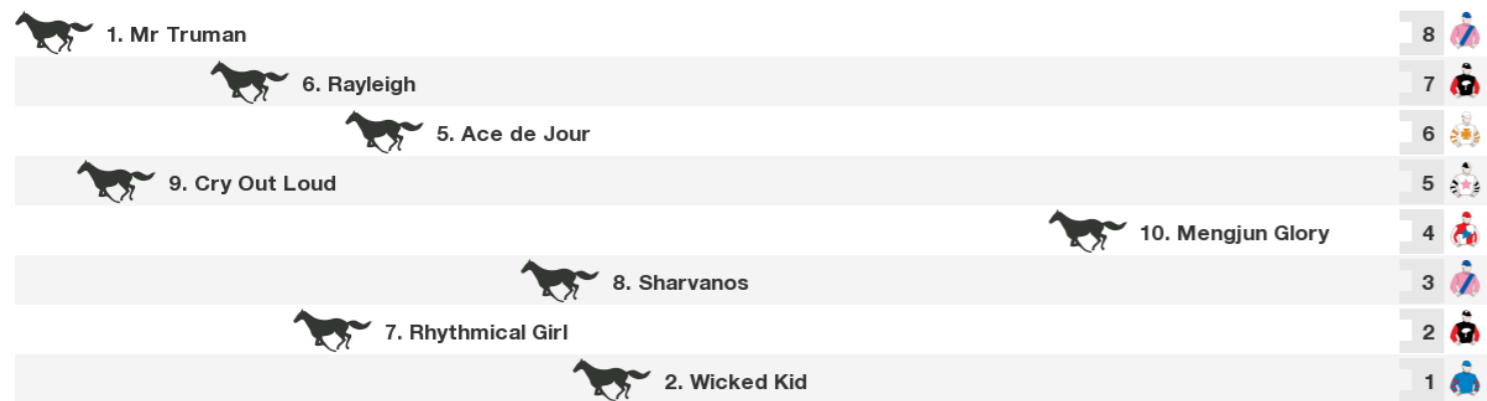 1. Mr Truman 8
6. Rayleigh 7
5. Ace de Jour 6
9. Cry Out Loud 5
10. Mengjun Glory 4
8. Sharvanos 3
7. Rhythmical Girl 2
2. Wicked Kid 1